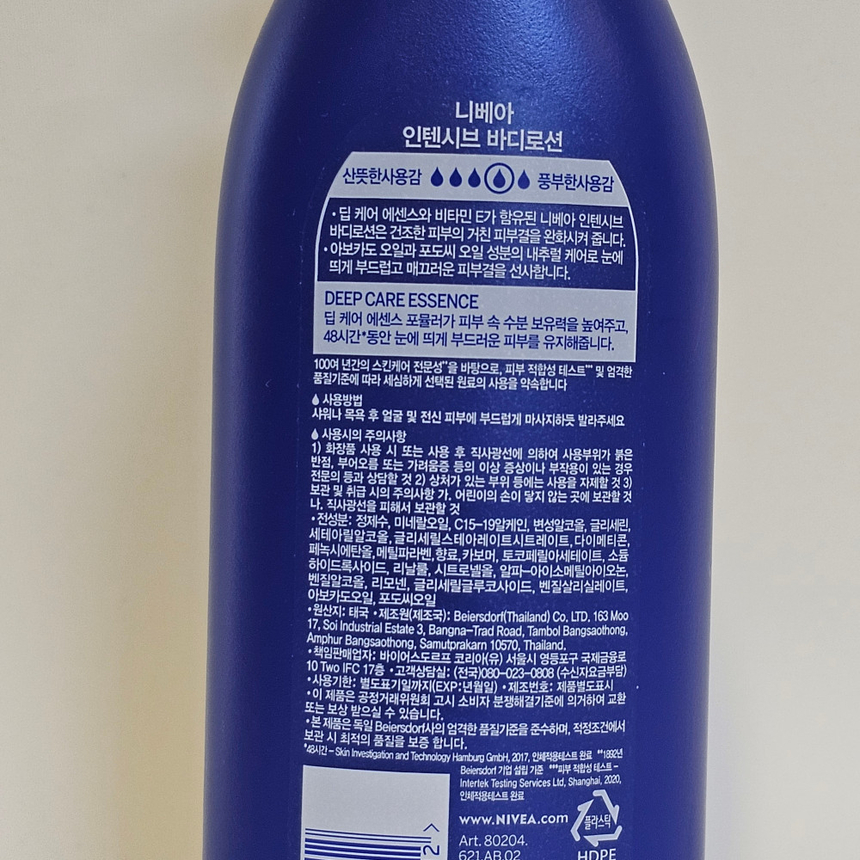 니베아
인텐시브 바디로션
산뜻한사용감 풍부한사용감
• 딥 케어 에센스와 비타민 E가 함유된 니베아 인텐시브
바디로션은 건조한 피부의 거친 피부결을 완화시켜 줍니다.
• 아보카도 오일과 포도씨 오일 성분의 내추럴 케어로 눈에
띄게 부드럽고 매끄러운 피부결을 선사합니다.
DEEP CARE ESSENCE
딥 케어 에센스 포뮬러가 피부 속 수분 보유력을 높여주고,
48시간*동안 눈에 띄게 부드러운 피부를 유지해줍니다.
100여 년간의 스킨케어 전문성**을 바탕으로, 피부 적합성 테스트*** 및 엄격한
품질기준에 따라 세심하게 선택된 원료의 사용을 약속합니다
사용방법
샤워나 목욕 후 얼굴 및 전신 피부에 부드럽게 마사지하듯 발라주세요
사용시의 주의사항
1) 화장품 사용 시 또는 사용 후 직사광선에 의하여 사용부위가 붉은
반점, 부어오름 또는 가려움증 등의 이상 증상이나 부작용이 있는 경우
전문의 등과 상담할 것 2) 상처가 있는 부위 등에는 사용을 자제할 것 3)
보관 및 취급 시의 주의사항 가. 어린이의 손이 닿지 않는 곳에 보관할 것
나. 직사광선을 피해서 보관할 것
• 전성분: 정제수, 미네랄오일, C15-19알케인, 변성알코올, 글리세린,
세테아릴알코올, 글리세릴스테아레이트시트레이트, 다이메티콘,
페녹시에탄올, 메틸파라벤, 향료, 카보머, 토코페릴아세테이트, 소듐
하이드록사이드, 리날룰, 시트로넬올, 알파-아이소메틸아이오논,
벤질알코올, 리모넨, 글리세릴글루코사이드, 벤질살리실레이트,
아보카도오일, 포도씨오일
• 원산지: 태국 • 제조원(제조국): Beiersdorf(Thailand) Co. LTD, 163 Moo
17, Soi Industrial Estate 3, Bangna-Trad Road, Tambol Bangsaothong,
Amphur Bangsaothong, Samutprakarn 10570, Thailand.
• 책임판매업자: 바이어스도르프 코리아(유) 서울시 영등포구 국제금융로
10 Two IFC 17층 • 고객상담실: (전국)080-023-0808 (수신자요금부담)
• 사용기한: 별도표기일까지(EXP:년월일) • 제조번호: 제품별도표시
• 이 제품은 공정거래위원회 고시 소비자 분쟁해결기준에 의거하여 교환
또는 보상 받으실 수 있습니다.
• 본 제품은 독일 Beiersdorf사의 엄격한 품질기준을 준수하며, 적정조건에서
보관 시 최적의 품질을 보증 합니다.
*48시간 - Skin Investigation and Technology Hamburg GmbH, 2017, 인체적용테스트 완료 **1892년
Beiersdorf 기업 설립 기준 ***피부 적합성 테스트 -
Intertek Testing Services Ltd, Shanghai, 2020,
인체적용테스트 완료
www.NIVEA.com
플라스틱
Art. 80204.
621.AB.02
HDPE
2 >